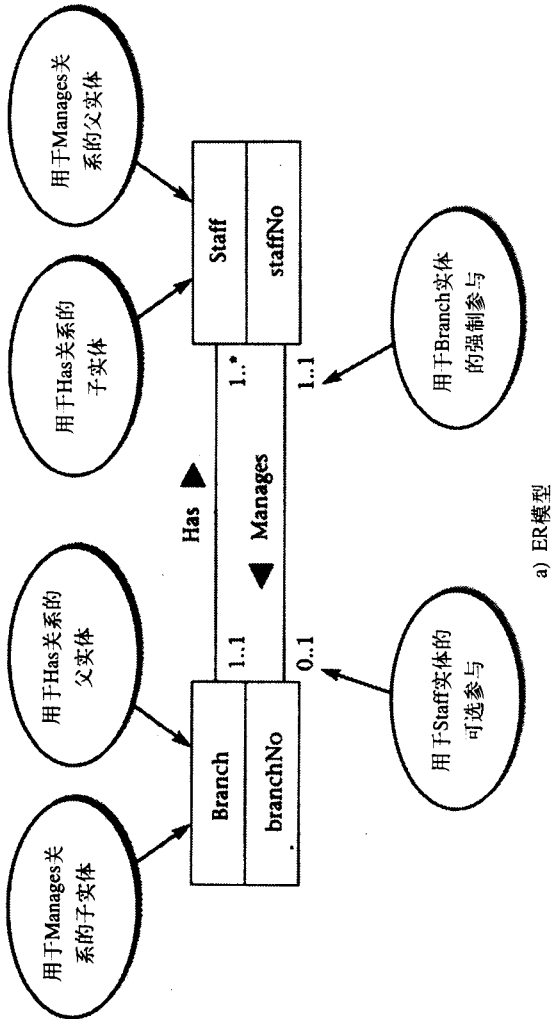 用于Manages关
系的子实体
用于Has关系的
父实体
用于Has关系的
子实体
用于Manages关
系的父实体
Has
Branch
branchNo
1..1
1..*
Staff
staffNo
Manages
0..1
1..1
用于Staff实体的
可选参与
用于Branch实体
的强制参与
a) ER模型